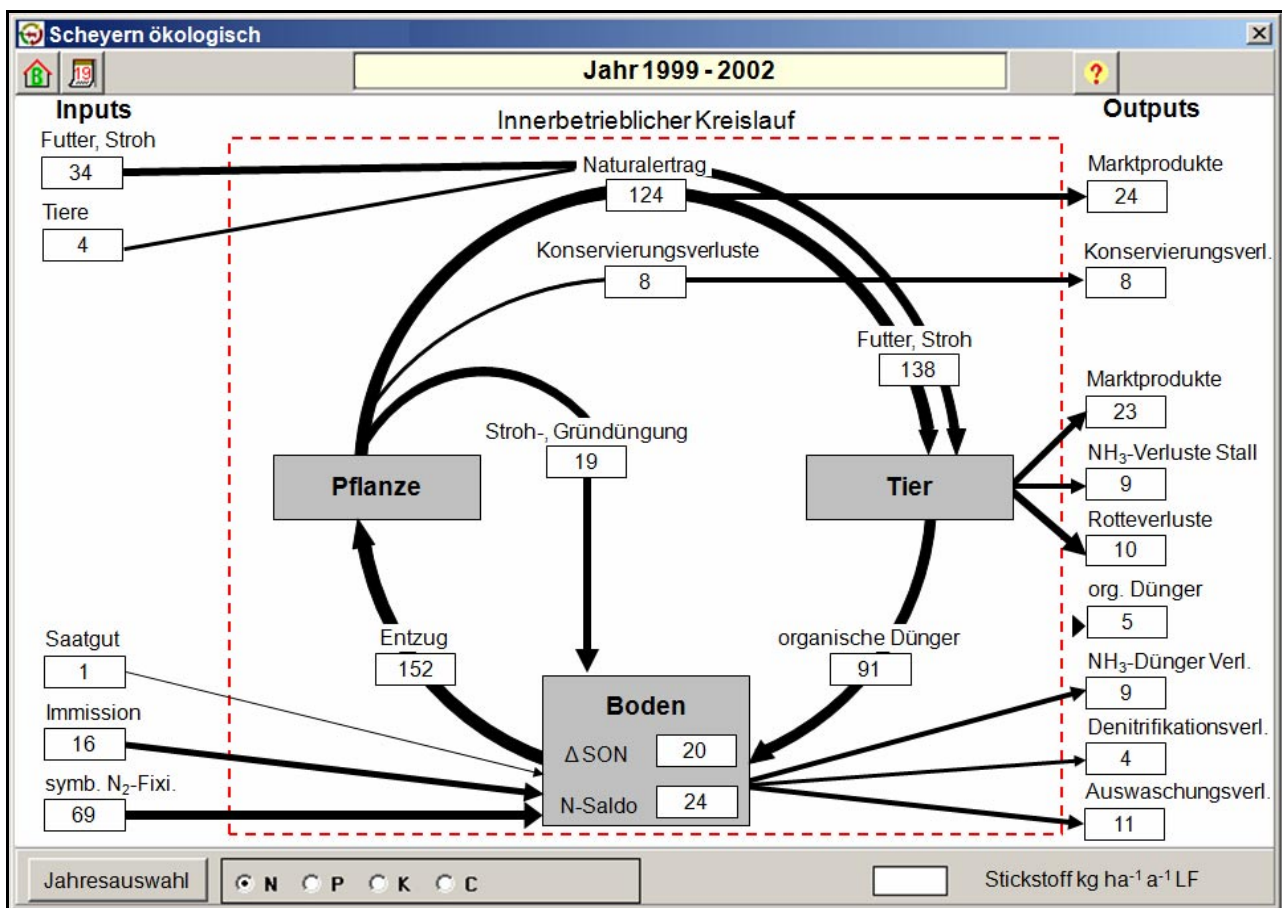 Scheyern ökologisch
19
Jahr 1999 - 2002
?
Inputs
Outputs
Innerbetrieblicher Kreislauf
Futter, Stroh
34
Tiere
4
Naturalertrag
124
Marktprodukte
24
Konservierungsverluste
8
Konservierungsverl.
8
Futter, Stroh
138
Stroh-, Gründüngung
19
Pflanze
Tier
Marktprodukte
23
NH₃-Verluste Stall
9
Rotteverluste
10
org. Dünger
5
Entzug
152
organische Dünger
91
Saatgut
1
Immission
16
symb. N₂-Fixi.
69
Boden
Δ SON 20
N-Saldo 24
NH₃-Dünger Verl.
9
Denitrifikationsverl.
4
Auswaschungsverl.
11
Jahresauswahl
N P K C
Stickstoff kg ha⁻¹ a⁻¹ LF